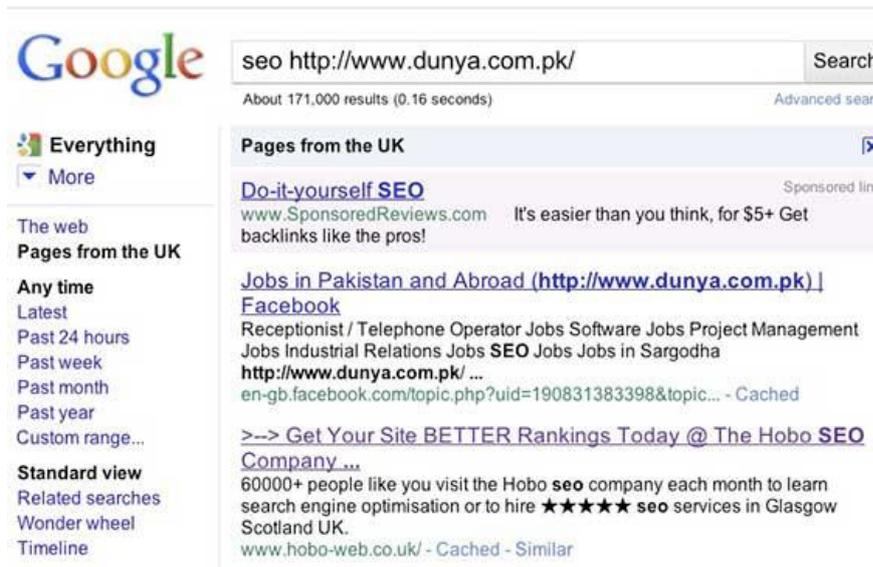 Google
seo http://www.dunya.com.pk/
Search
About 171,000 results (0.16 seconds)
Advanced sear
Everything
More
The web
Pages from the UK
Any time
Latest
Past 24 hours
Past week
Past month
Past year
Custom range...
Standard view
Related searches
Wonder wheel
Timeline
Pages from the UK
Do-it-yourself SEO
Sponsored lin
www.SponsoredReviews.com It's easier than you think, for $5+ Get
backlinks like the pros!
Jobs in Pakistan and Abroad (http://www.dunya.com.pk) |
Facebook
Receptionist / Telephone Operator Jobs Software Jobs Project Management
Jobs Industrial Relations Jobs SEO Jobs Jobs in Sargodha
http://www.dunya.com.pk/ ...
en-gb.facebook.com/topic.php?uid=190831383398&topic... - Cached
>--> Get Your Site BETTER Rankings Today @ The Hobo SEO
Company ...
60000+ people like you visit the Hobo seo company each month to learn
search engine optimisation or to hire ★★★★★ seo services in Glasgow
Scotland UK.
www.hobo-web.co.uk/ - Cached - Similar